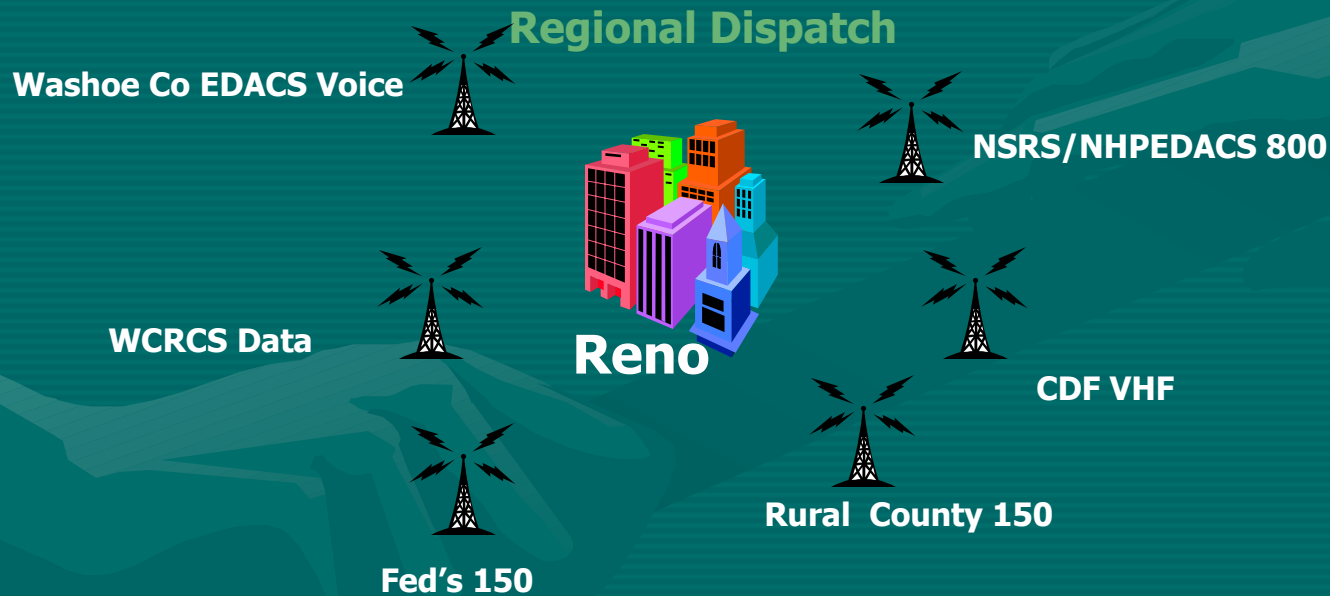 Regional Dispatch
Washoe Co EDACS Voice
NSRS/NHPEDACS 800
Reno
WCRCS Data
CDF VHF
Rural County 150
Fed's 150